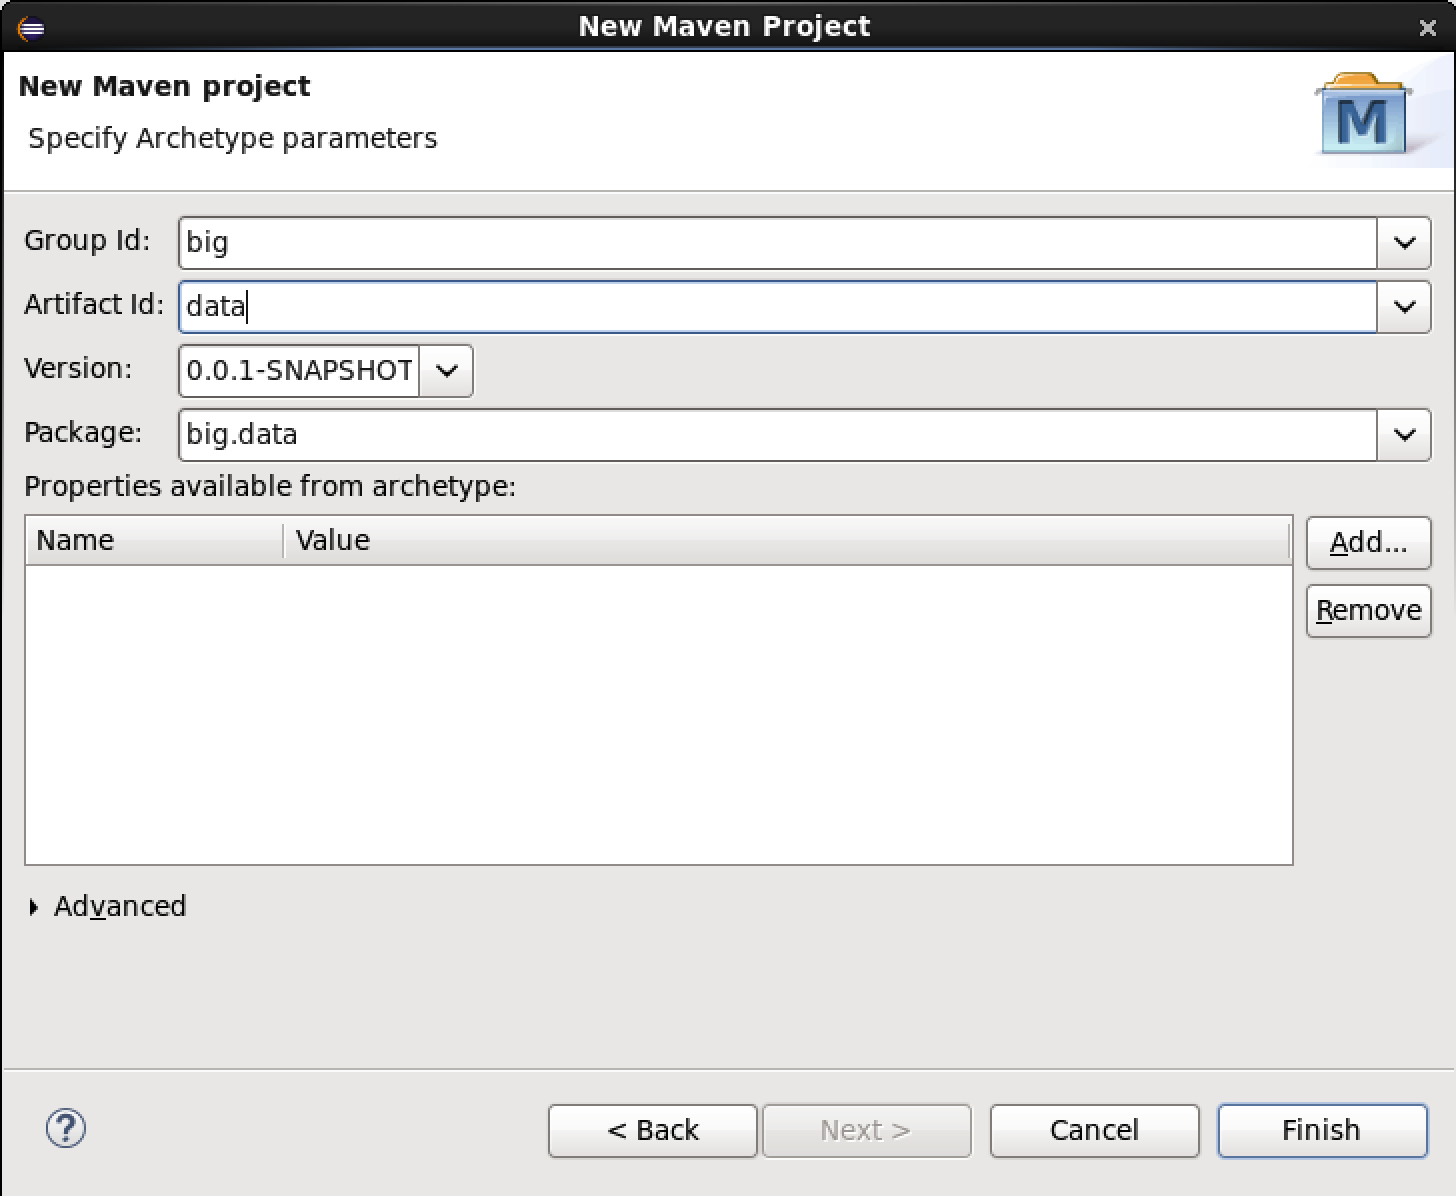 New Maven Project
New Maven project
Specify Archetype parameters
M
Group Id: big
Artifact Id: data
Version: 0.0.1-SNAPSHOT
Package: big.data
Properties available from archetype:
Name Value
Add...
Remove
Advanced
? < Back Next > Cancel Finish